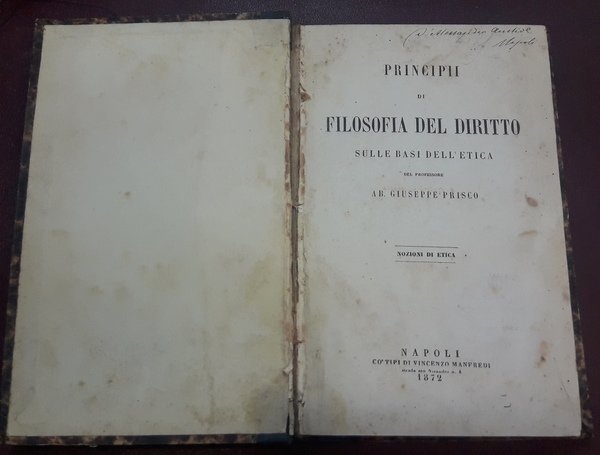 Napoli
PRINCIPII
DI
FILOSOFIA DEL DIRITTO
SULLE BASI DELL'ETICA
DEL PROFESSORE
AB. GIUSEPPE PRISCO
NOZIONI DI ETICA
NAPOLI
CO' TIPI DI VINCENZO MANFREDI
1872